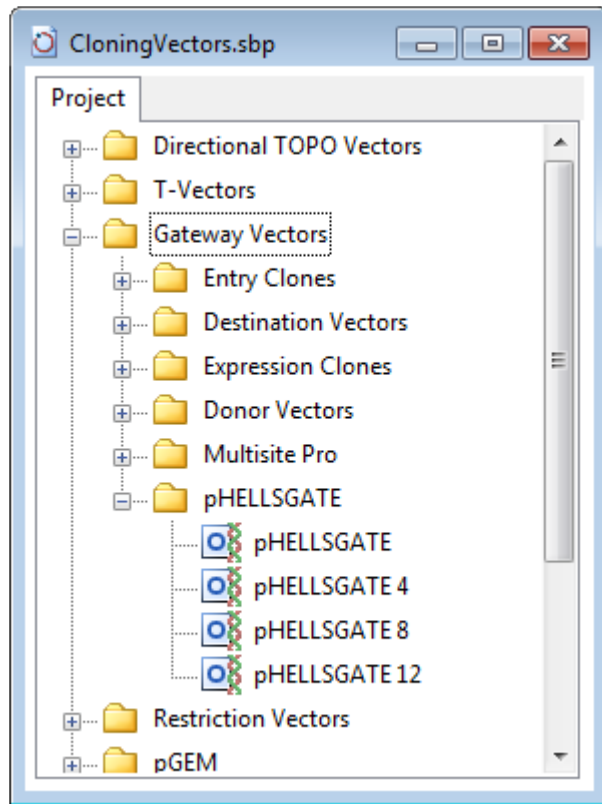 CloningVectors.sbp
Project
Directional TOPO Vectors
T-Vectors
Gateway Vectors
Entry Clones
Destination Vectors
Expression Clones
Donor Vectors
Multisite Pro
pHELLSGATE
pHELLSGATE
pHELLSGATE 4
pHELLSGATE 8
pHELLSGATE 12
Restriction Vectors
pGEM